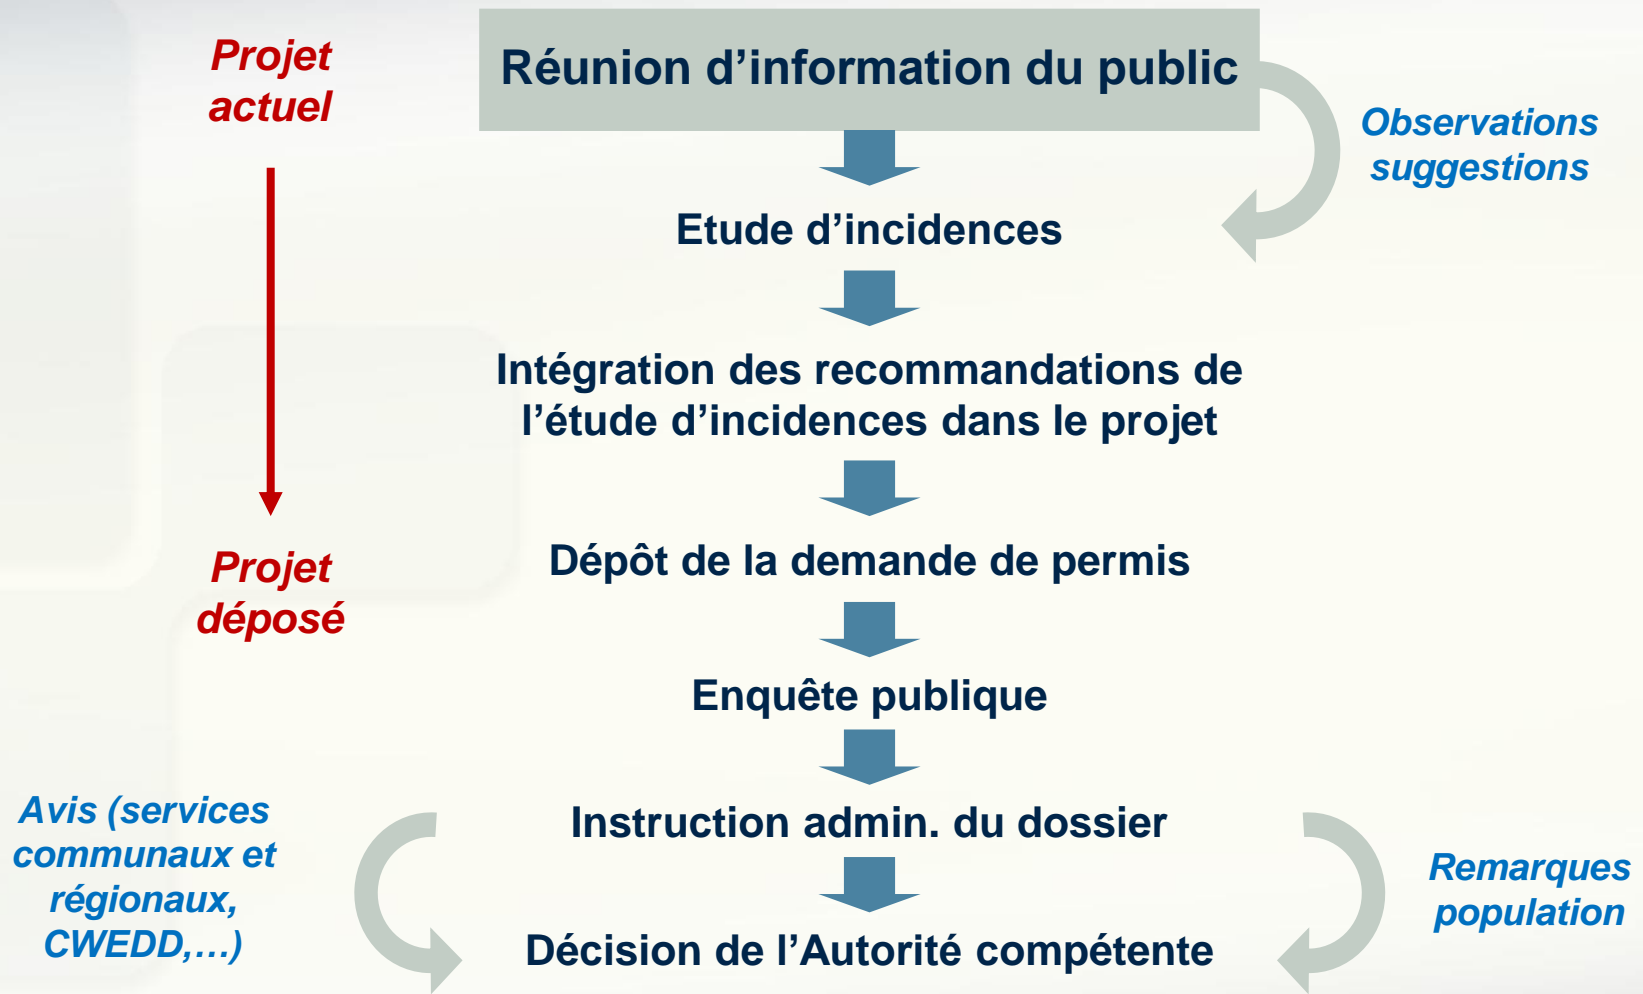 Projet
actuel
Réunion d’information du public
Observations
suggestions
Etude d’incidences
Intégration des recommandations de
l’étude d’incidences dans le projet
Projet
déposé
Dépôt de la demande de permis
Enquête publique
Avis (services
communaux et
régionaux,
CWEDD,…)
Instruction admin. du dossier
Remarques
population
Décision de l’Autorité compétente